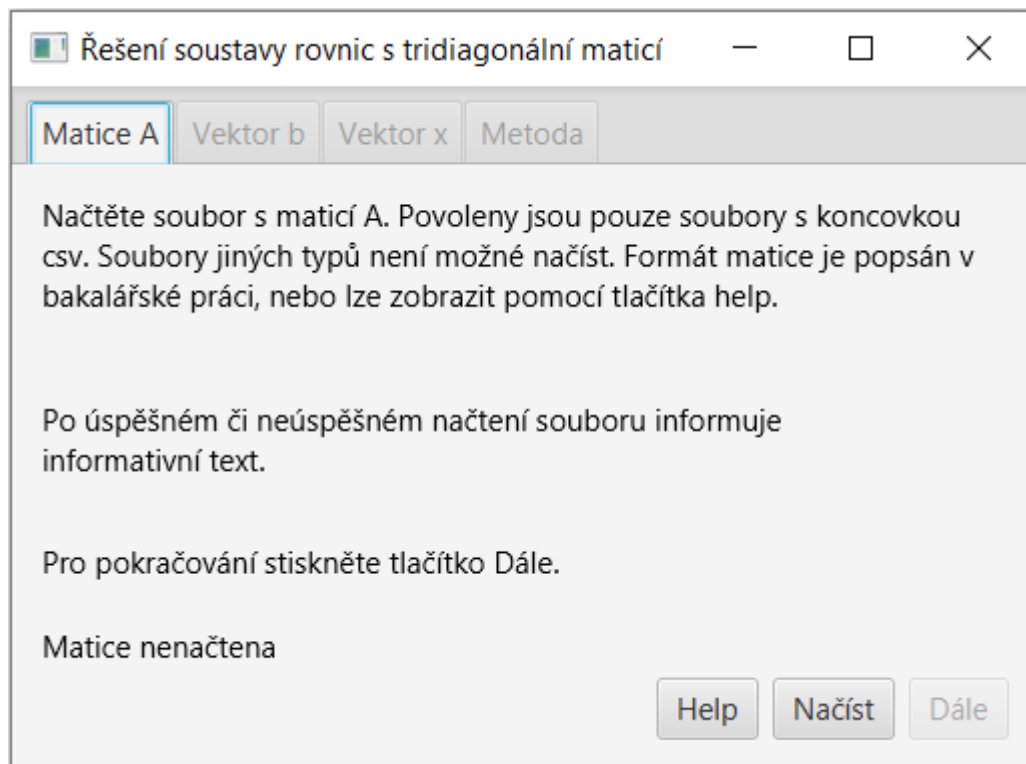 Řešení soustavy rovnic s tridiagonální maticí
Matice A Vektor b Vektor x Metoda
Načtěte soubor s maticí A. Povoleny jsou pouze soubory s koncovkou
csv. Soubory jiných typů není možné načíst. Formát matice je popsán v
bakalářské práci, nebo lze zobrazit pomocí tlačítka help.
Po úspěšném či neúspěšném načtení souboru informuje
informativní text.
Pro pokračování stiskněte tlačítko Dále.
Matice nenačtena
Help Načíst Dále